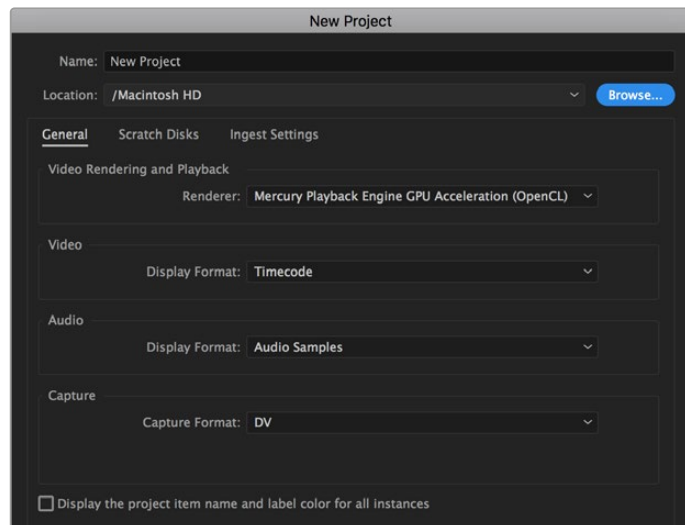 New Project
Name: New Project
Location: /Macintosh HD Browse...
General Scratch Disks Ingest Settings
Video Rendering and Playback
Renderer: Mercury Playback Engine GPU Acceleration (OpenCL)
Video
Display Format: Timecode
Audio
Display Format: Audio Samples
Capture
Capture Format: DV
Display the project item name and label color for all instances